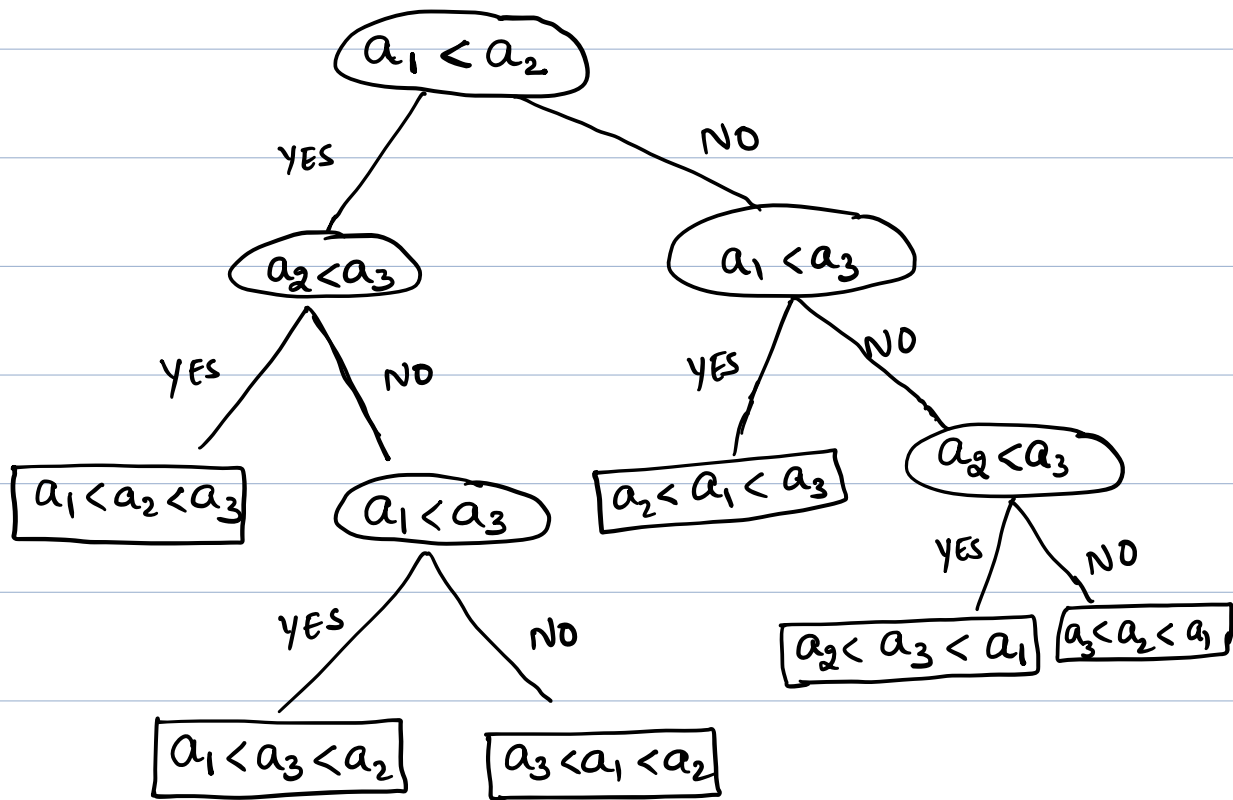 a₁ < a₂
YES
NO
a₂ < a₃
a₁ < a₃
YES
NO
YES
NO
a₁ < a₂ < a₃
a₁ < a₃
a₂ < a₁ < a₃
a₂ < a₃
YES
NO
YES
NO
a₂ < a₃ < a₁
a₃ < a₂ < a₁
a₁ < a₃ < a₂
a₃ < a₁ < a₂